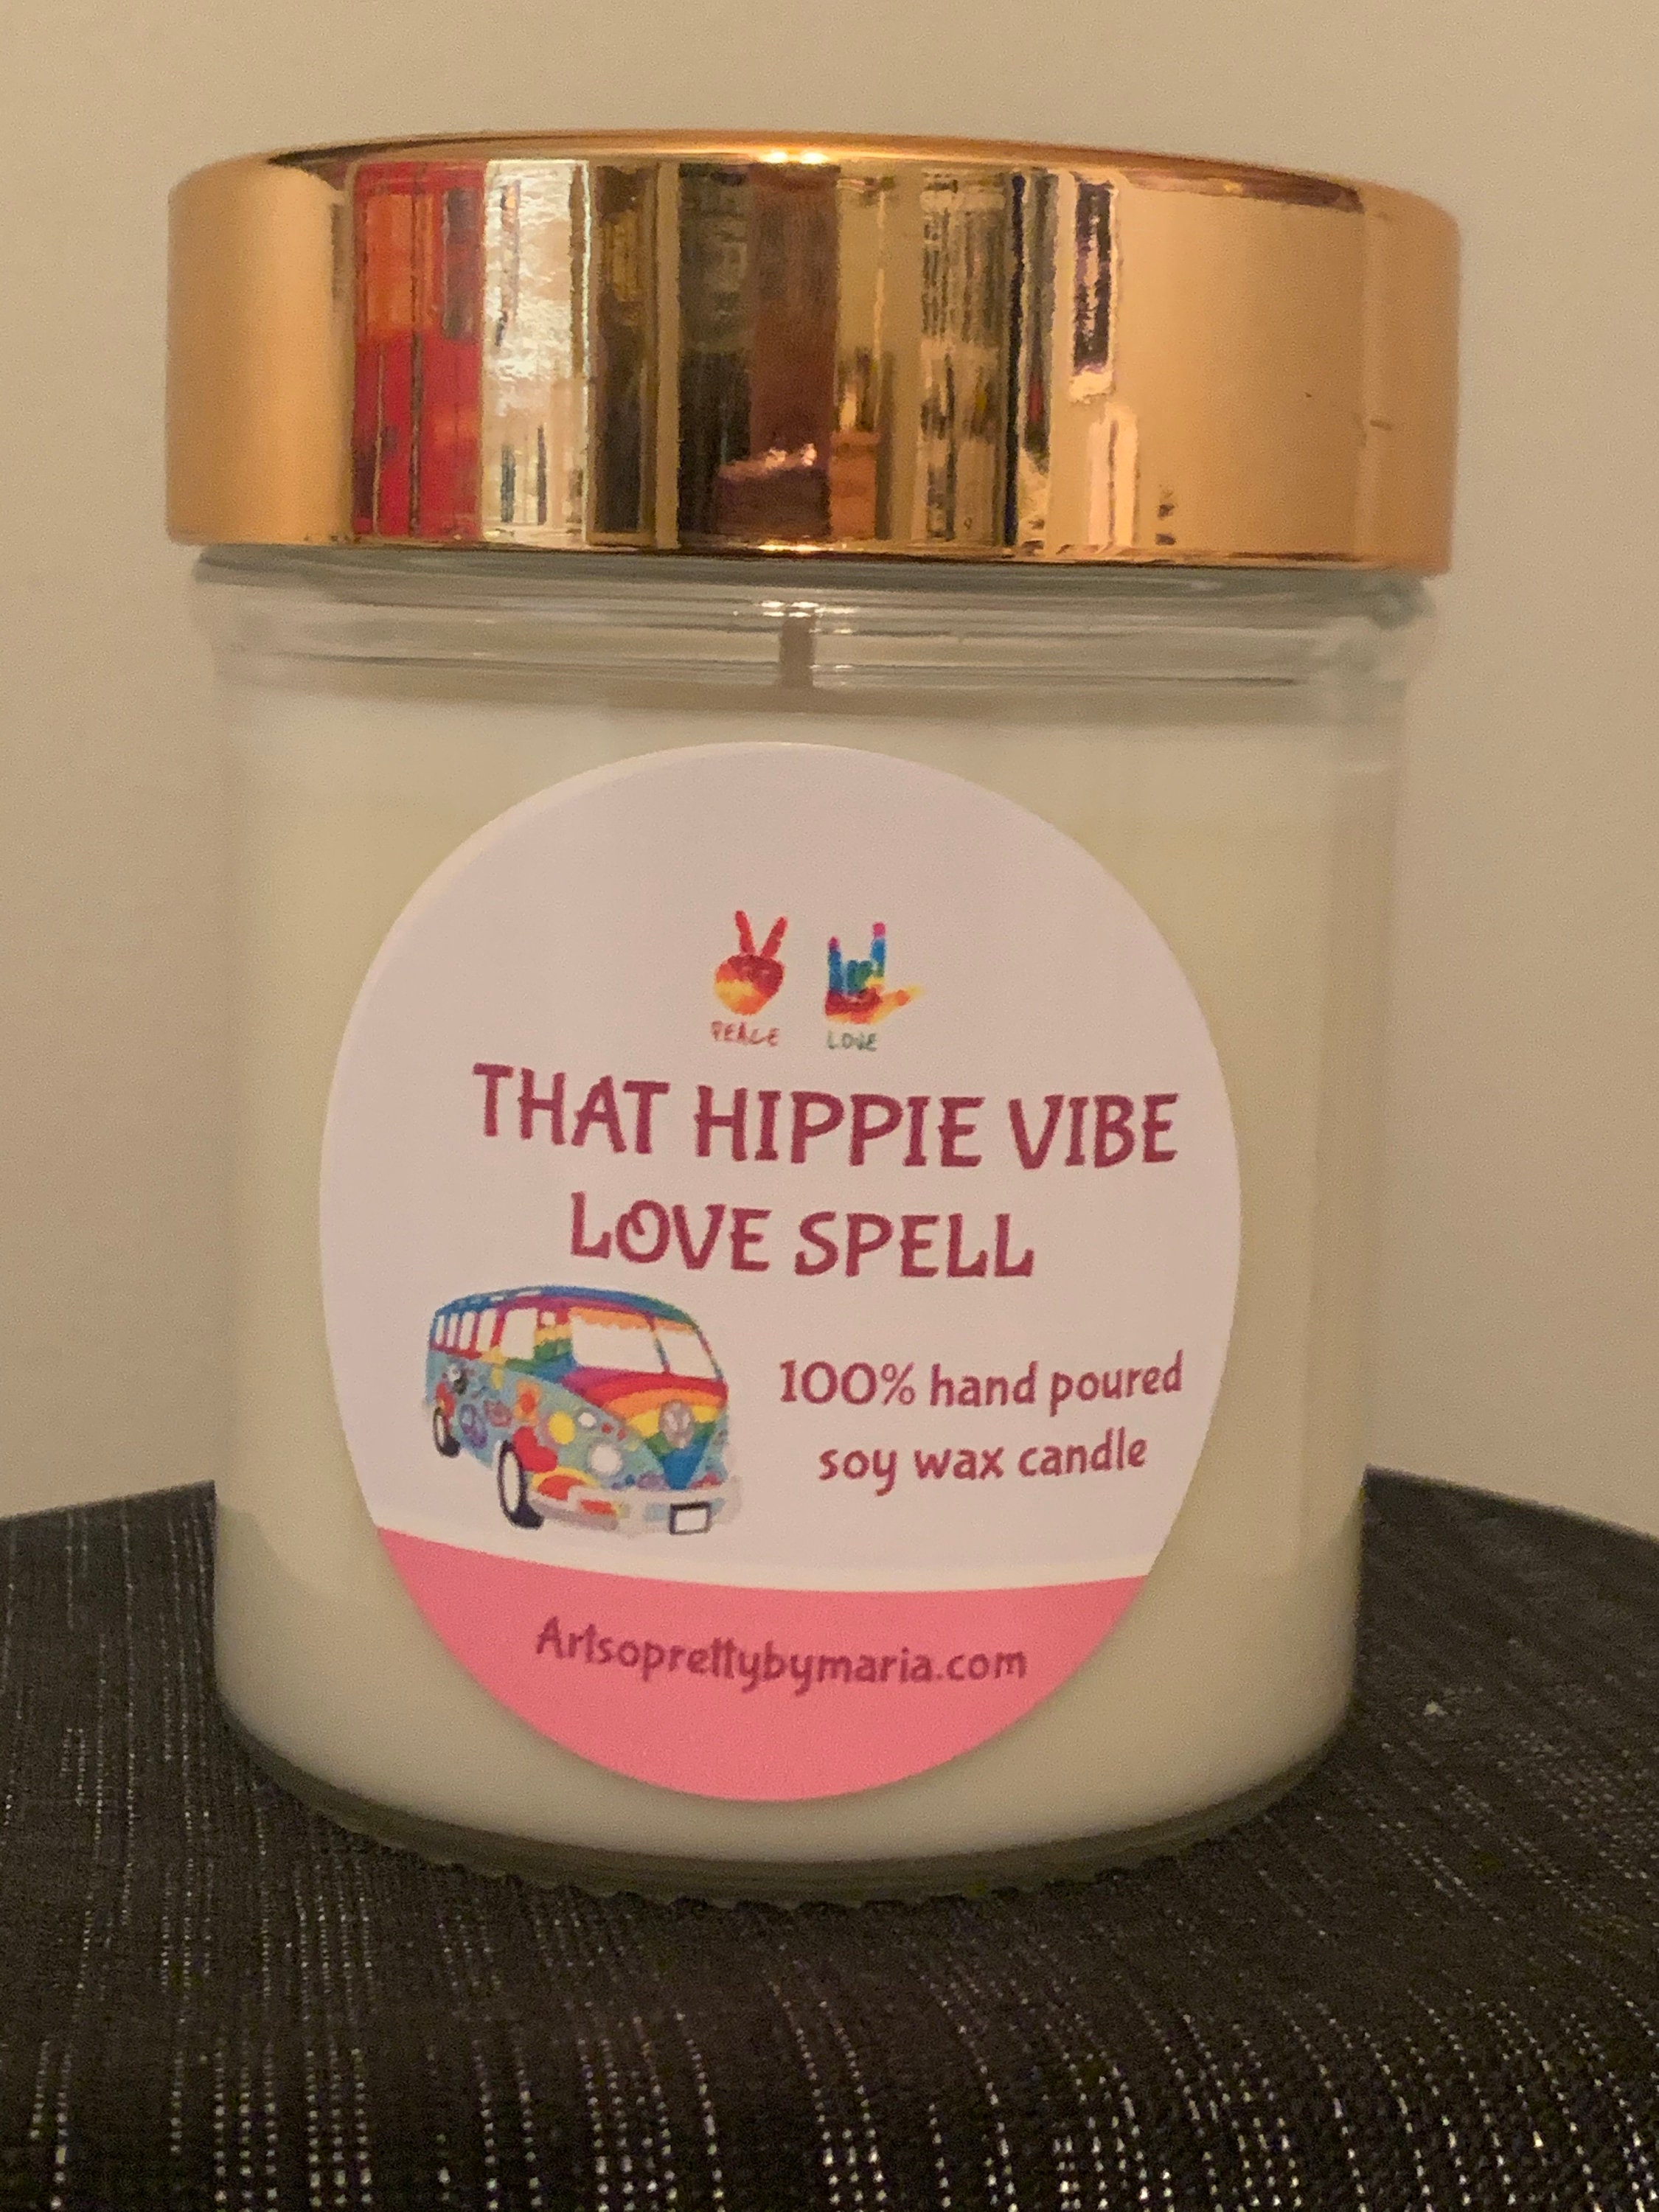 PEACE LOVE
THAT HIPPIE VIBE
LOVE SPELL
100% hand poured
soy wax candle
Artsoprettybymaria.com